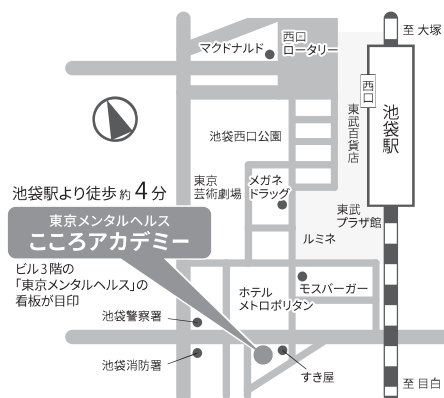 至 大塚
マクドナルド
西口
ロータリー
西口
池袋駅
東武百貨店
池袋西口公園
東京
芸術劇場
メガネ
ドラッグ
池袋駅より徒歩 約 4 分
東京メンタルヘルス
こころアカデミー
東武
プラザ館
ルミネ
ビル3階の
「東京メンタルヘルス」の
看板が目印
ホテル
メトロポリタン
モスバーガー
池袋警察署
池袋消防署
すき屋
至 目白